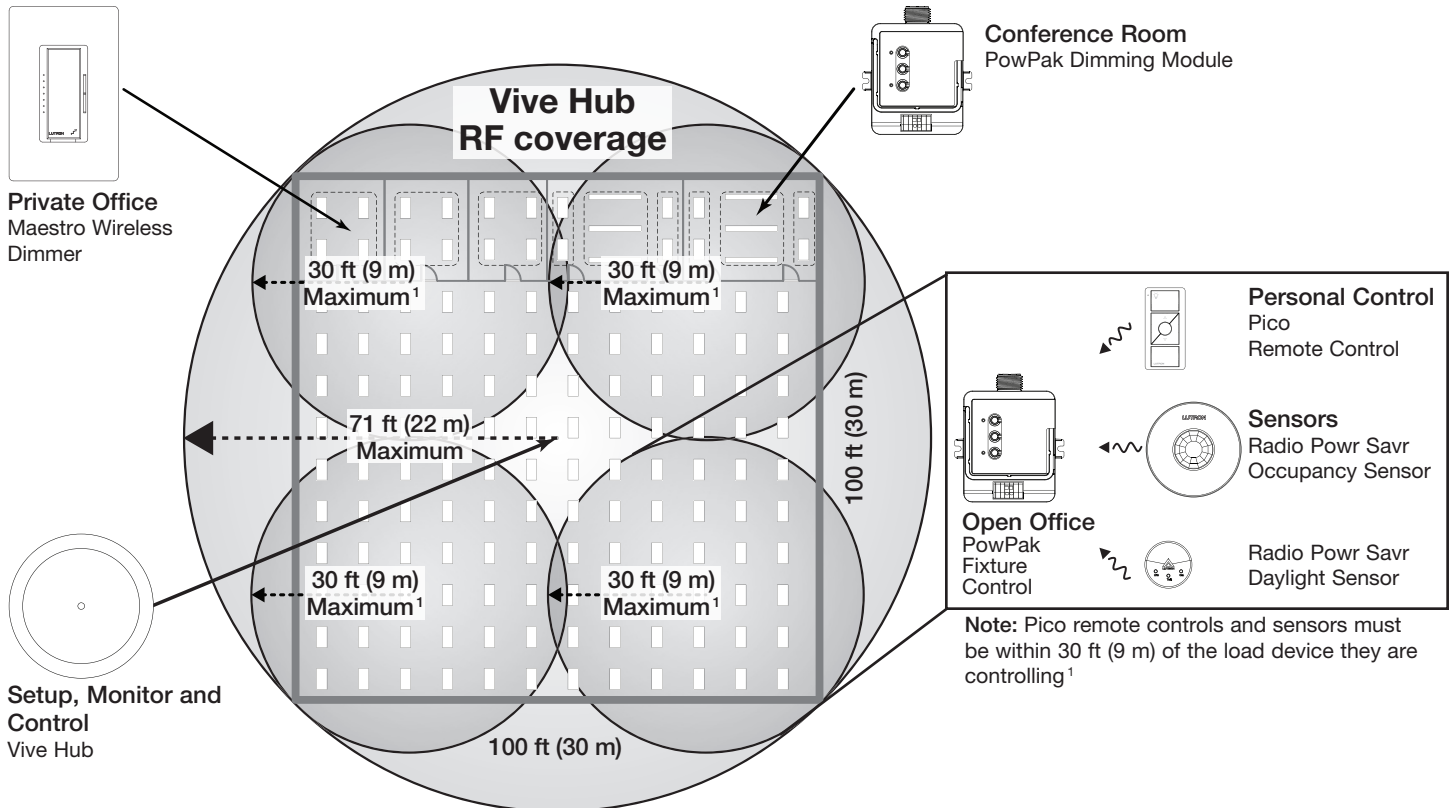 Vive Hub
RF coverage
LUTRON
Private Office
Maestro Wireless
Dimmer
Conference Room
PowPak Dimming Module
30 ft (9 m)
Maximum¹
30 ft (9 m)
Maximum¹
71 ft (22 m)
Maximum
30 ft (9 m)
Maximum¹
30 ft (9 m)
Maximum¹
100 ft (30 m)
100 ft (30 m)
Setup, Monitor and
Control
Vive Hub
Personal Control
Pico
Remote Control
LUTRON
Sensors
Radio Powr Savr
Occupancy Sensor
Open Office
PowPak
Fixture
Control
Radio Powr Savr
Daylight Sensor
Note: Pico remote controls and sensors must
be within 30 ft (9 m) of the load device they are
controlling¹